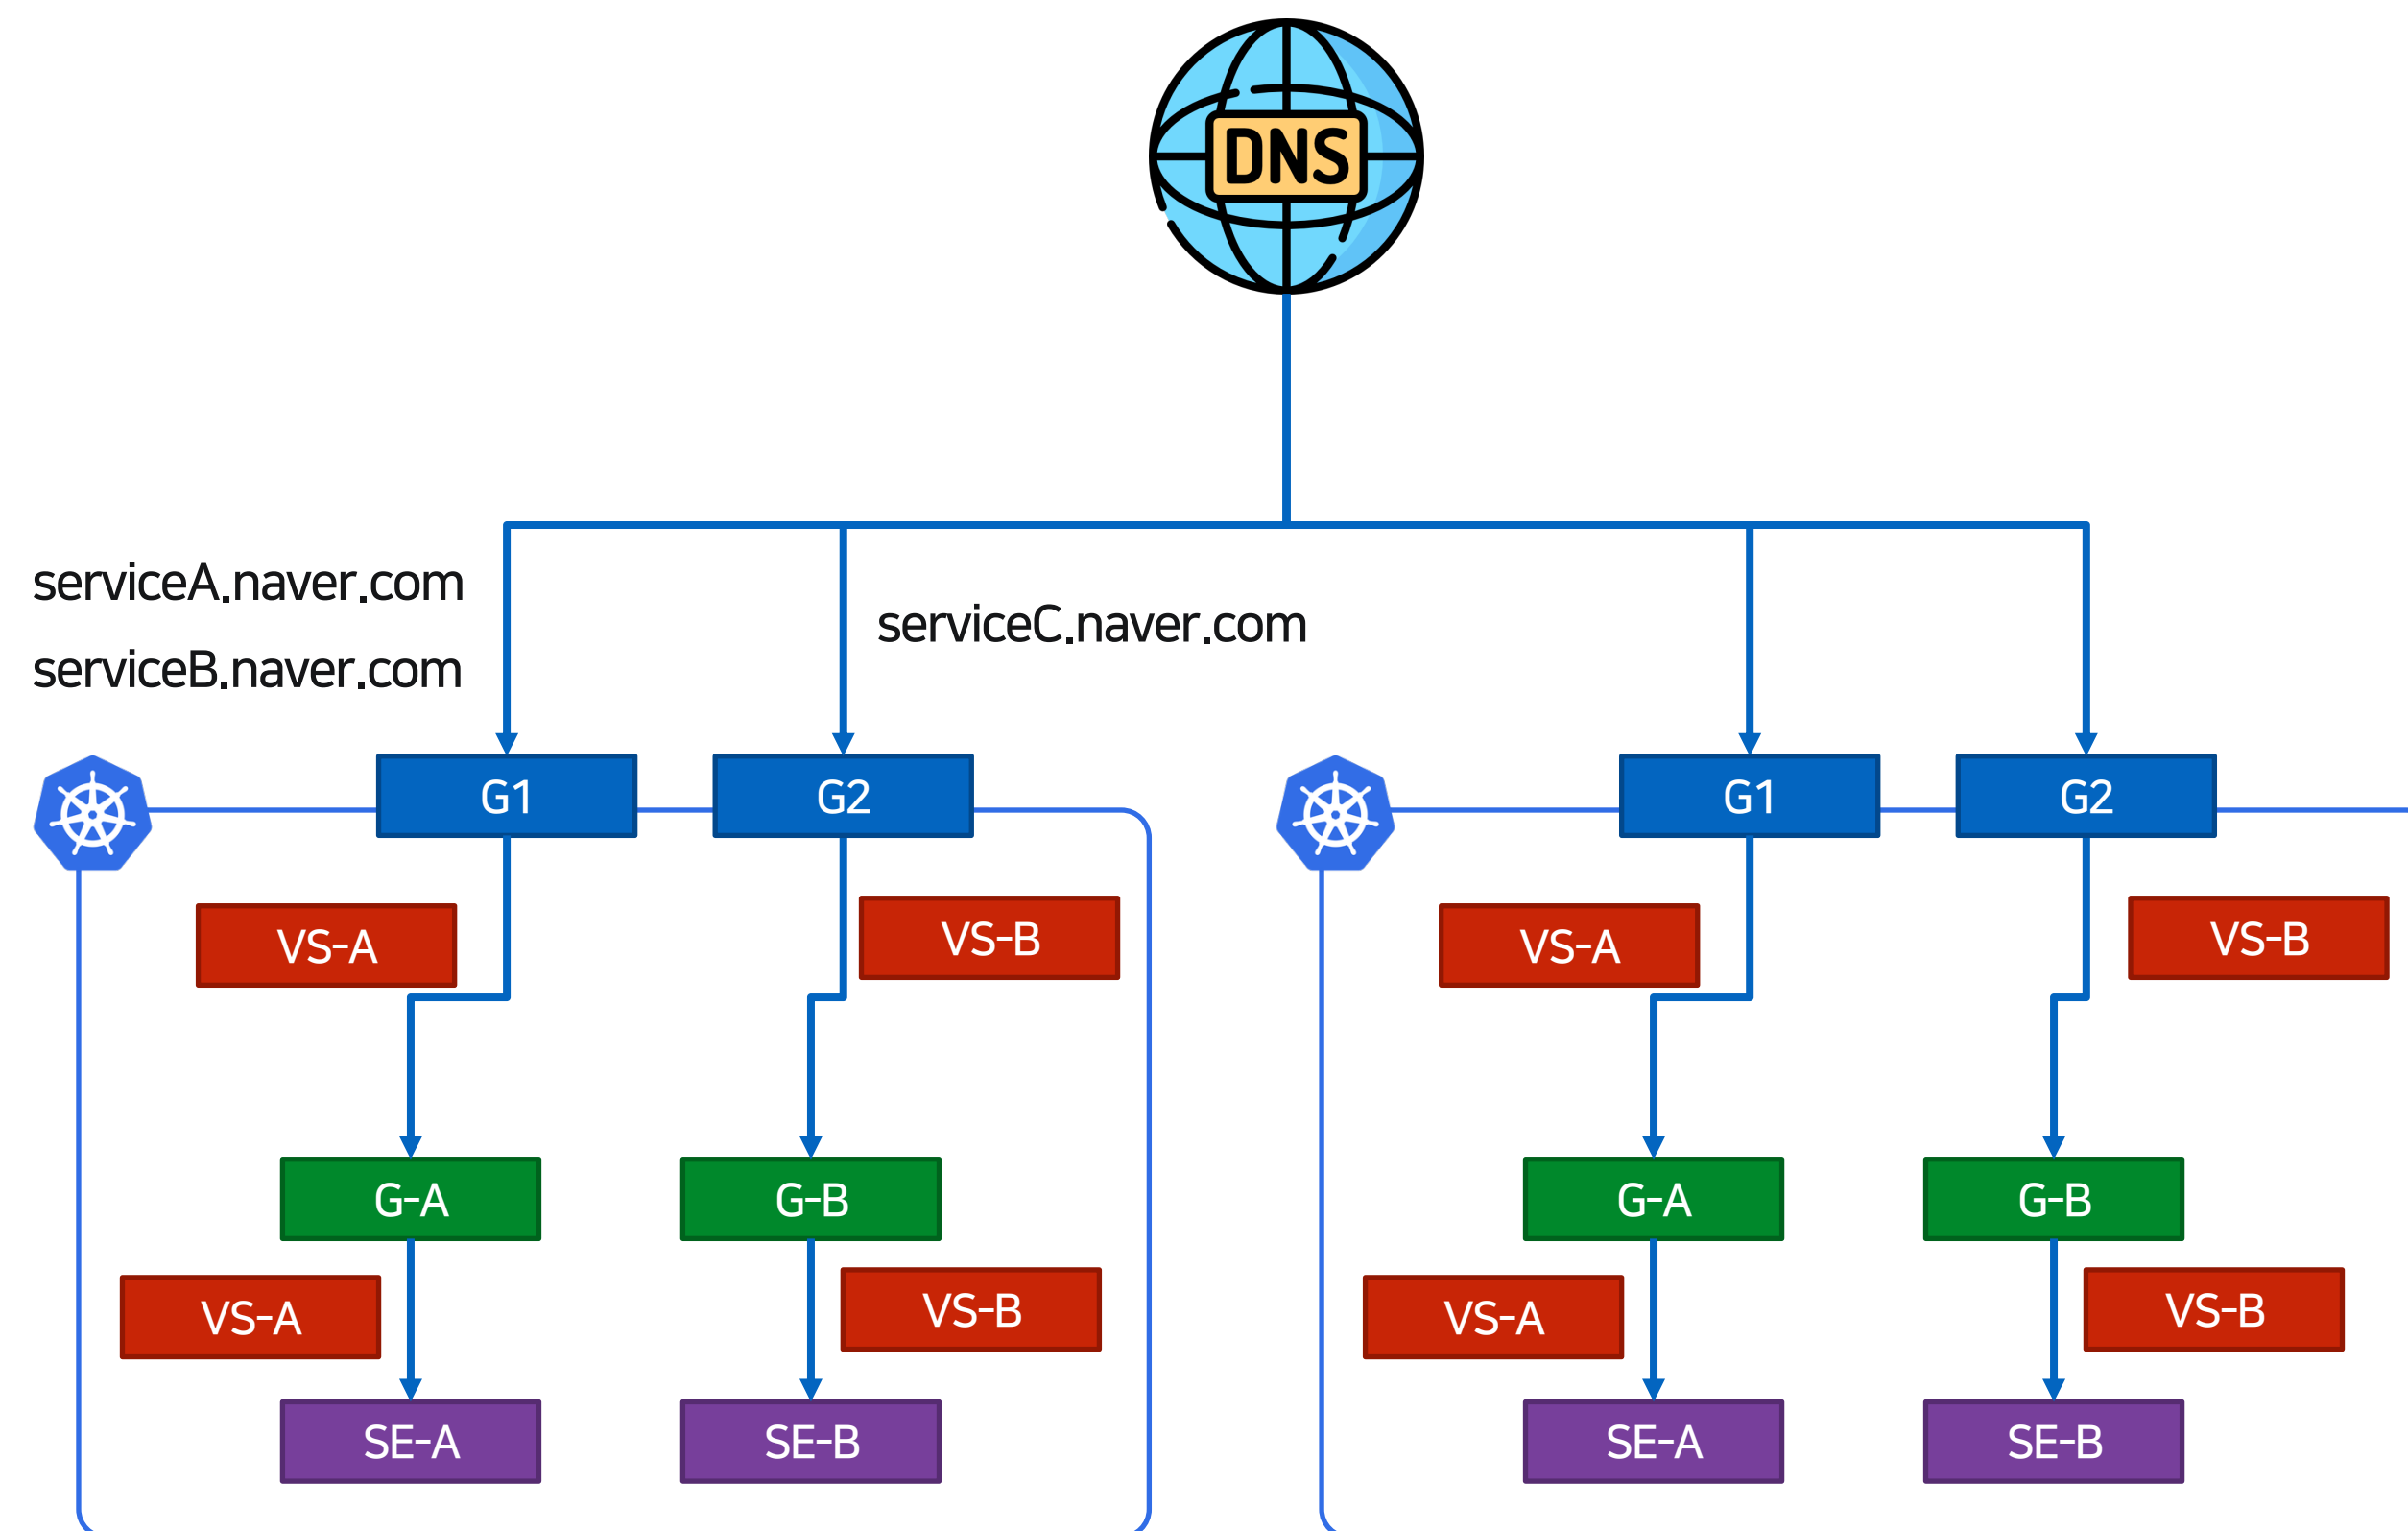 DNS
serviceA.naver.com
serviceB.naver.com
serviceC.naver.com
G1
G2
G1
G2
VS-A
VS-B
VS-A
VS-B
G-A
G-B
G-A
G-B
VS-A
VS-B
VS-A
VS-B
SE-A
SE-B
SE-A
SE-B